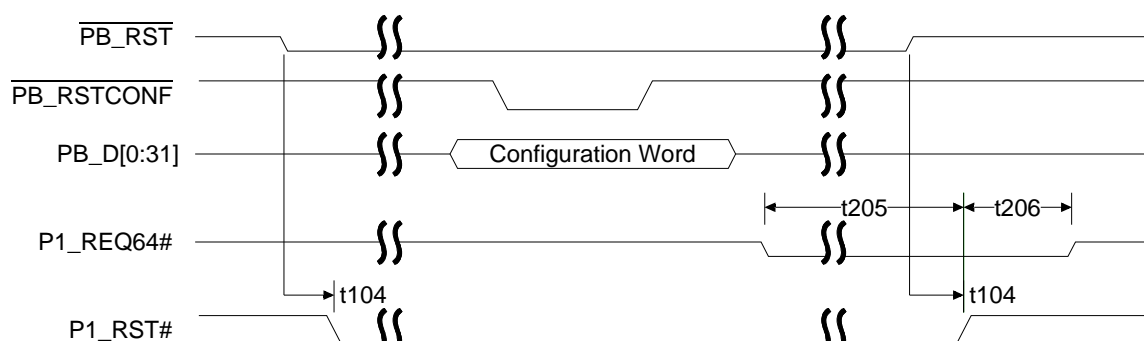 PB_RST
PB_RSTCONF
PB_D[0:31]
Configuration Word
t205
t206
P1_REQ64#
t104
t104
P1_RST#